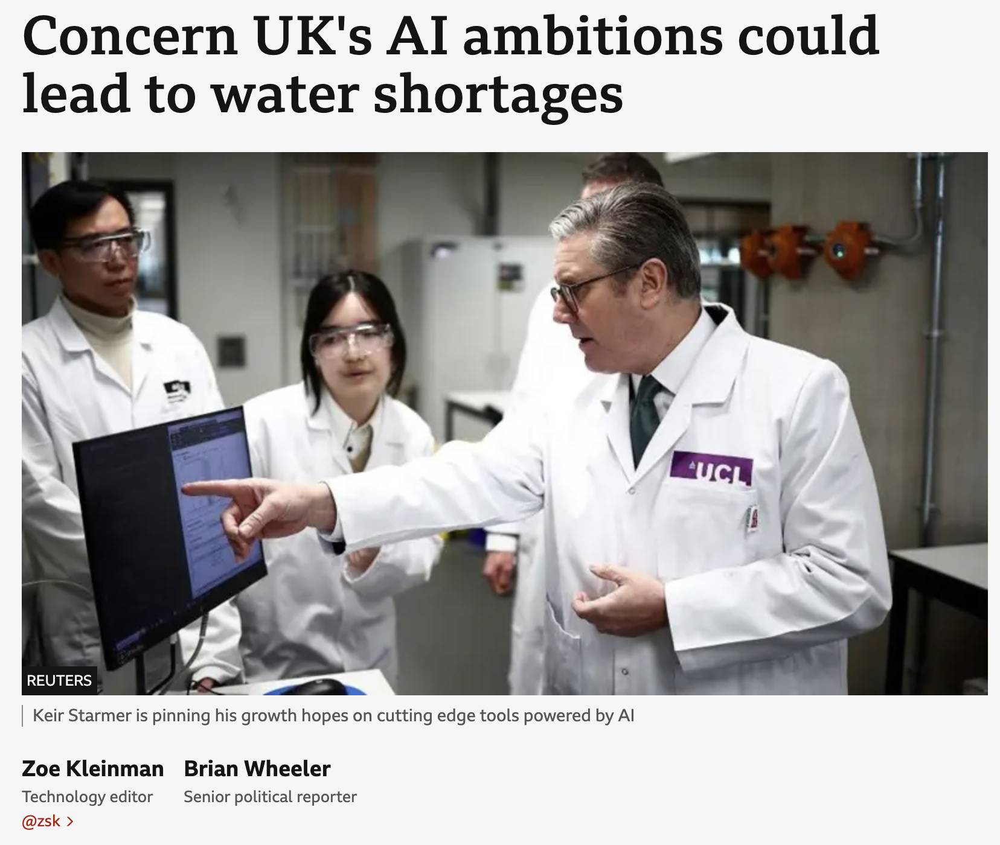 Concern UK's AI ambitions could
lead to water shortages
UCL
REUTERS
Keir Starmer is pinning his growth hopes on cutting edge tools powered by AI
Zoe Kleinman Brian Wheeler
Technology editor Senior political reporter
@zsk >